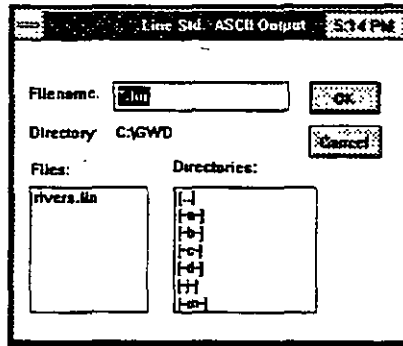 Line Std. ASCII Output 5:34 PM
Filename: *.lin OK
Directory: C:\GWD Cancel
Files: Directories:
rivers.lin [..]
[-a-]
[-b-]
[-c-]
[-d-]